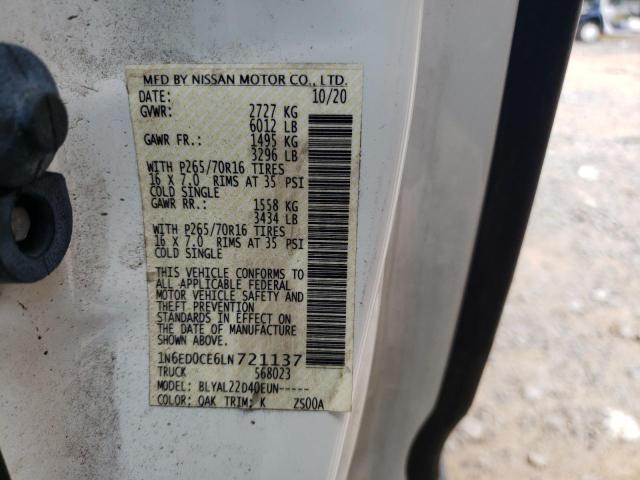 MFD BY NISSAN MOTOR CO., LTD.
DATE: 10/20
GVWR: 2727 KG
6012 LB
GAWR FR.: 1495 KG
3296 LB
WITH P265/70R16 TIRES
16 X 7.0 RIMS AT 35 PSI
COLD SINGLE
GAWR RR.: 1558 KG
3434 LB
WITH P265/70R16 TIRES
16 X 7.0 RIMS AT 35 PSI
COLD SINGLE
THIS VEHICLE CONFORMS TO
ALL APPLICABLE FEDERAL
MOTOR VEHICLE SAFETY AND
THEFT PREVENTION
STANDARDS IN EFFECT ON
THE DATE OF MANUFACTURE
SHOWN ABOVE.
1N6ED0CE6LN721137
TRUCK 568023
MODEL: BLYAL22D40EUN-----
COLOR: QAK TRIM: K ZS00A